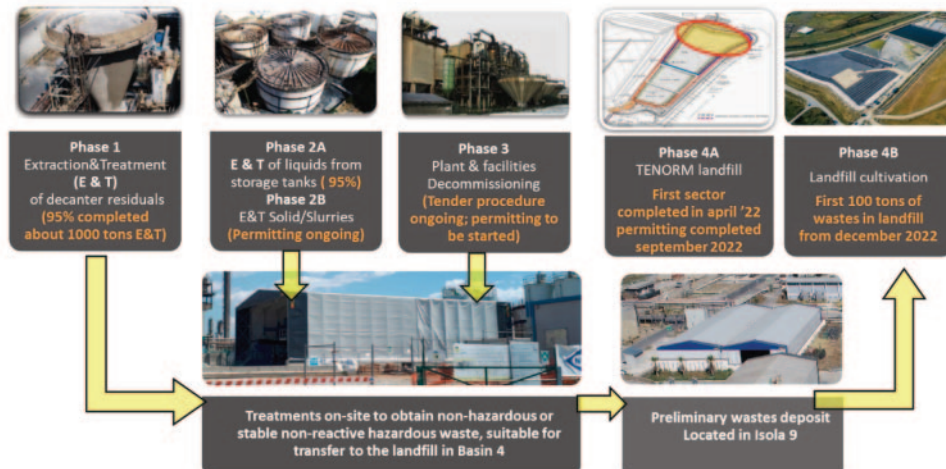 Phase 1
Extraction&Treatment
(E & T)
of decanter residuals
(95% completed
about 1000 tons E&T)
Phase 2A
E & T of liquids from
storage tanks ( 95%)
Phase 2B
E&T Solid/Slurries
(Permitting ongoing)
Phase 3
Plant & facilities
Decommissioning
(Tender procedure
ongoing; permitting to
be started)
Phase 4A
TENORM landfill
First sector
completed in april '22
permitting completed
september 2022
Phase 4B
Landfill cultivation
First 100 tons of
wastes in landfill
from december 2022
Treatments on-site to obtain non-hazardous or
stable non-reactive hazardous waste, suitable for
transfer to the landfill in Basin 4
Preliminary wastes deposit
Located in Isola 9